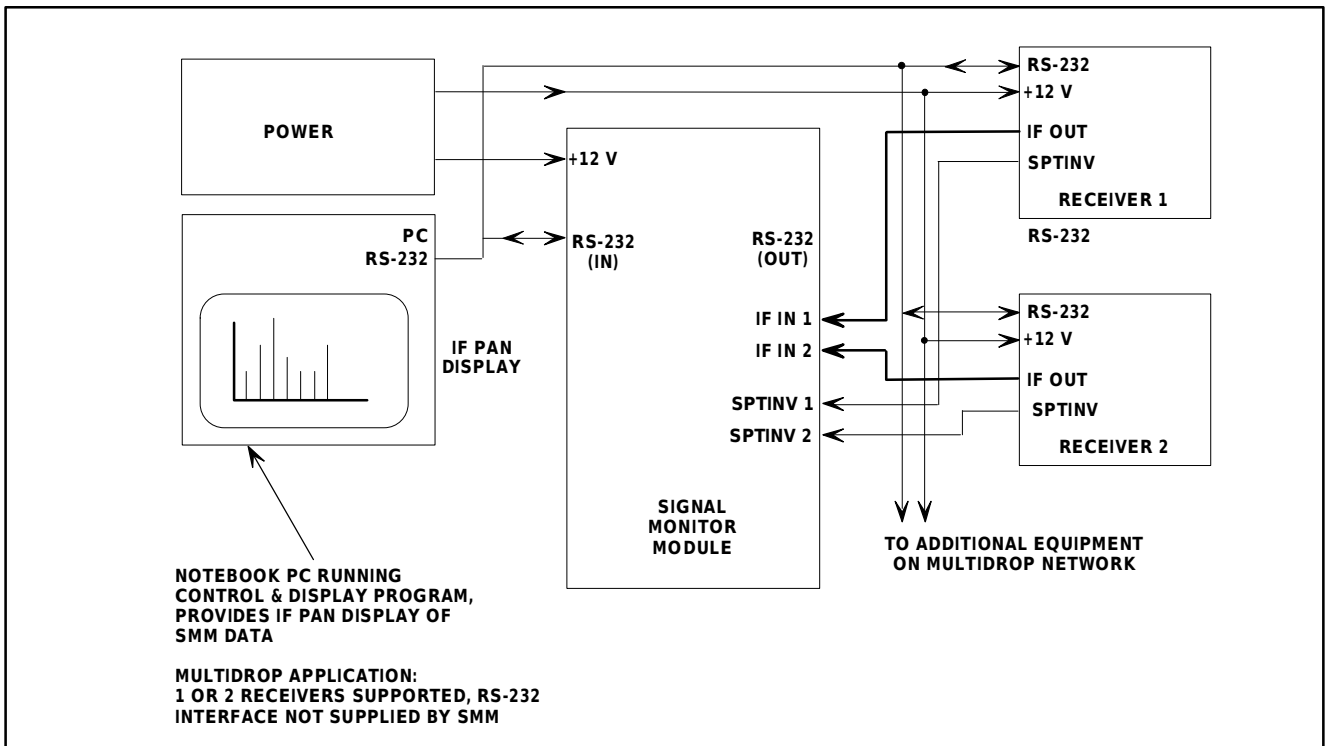 POWER
+12 V
PC
RS-232
RS-232
(IN)
RS-232
(OUT)
IF IN 1
IF IN 2
SPTINV 1
SPTINV 2
SIGNAL
MONITOR
MODULE
IF PAN
DISPLAY
RS-232
+12 V
IF OUT
SPTINV
RECEIVER 1
RS-232
RS-232
+12 V
IF OUT
SPTINV
RECEIVER 2
TO ADDITIONAL EQUIPMENT
ON MULTIDROP NETWORK
NOTEBOOK PC RUNNING
CONTROL & DISPLAY PROGRAM,
PROVIDES IF PAN DISPLAY OF
SMM DATA
MULTIDROP APPLICATION:
1 OR 2 RECEIVERS SUPPORTED, RS-232
INTERFACE NOT SUPPLIED BY SMM